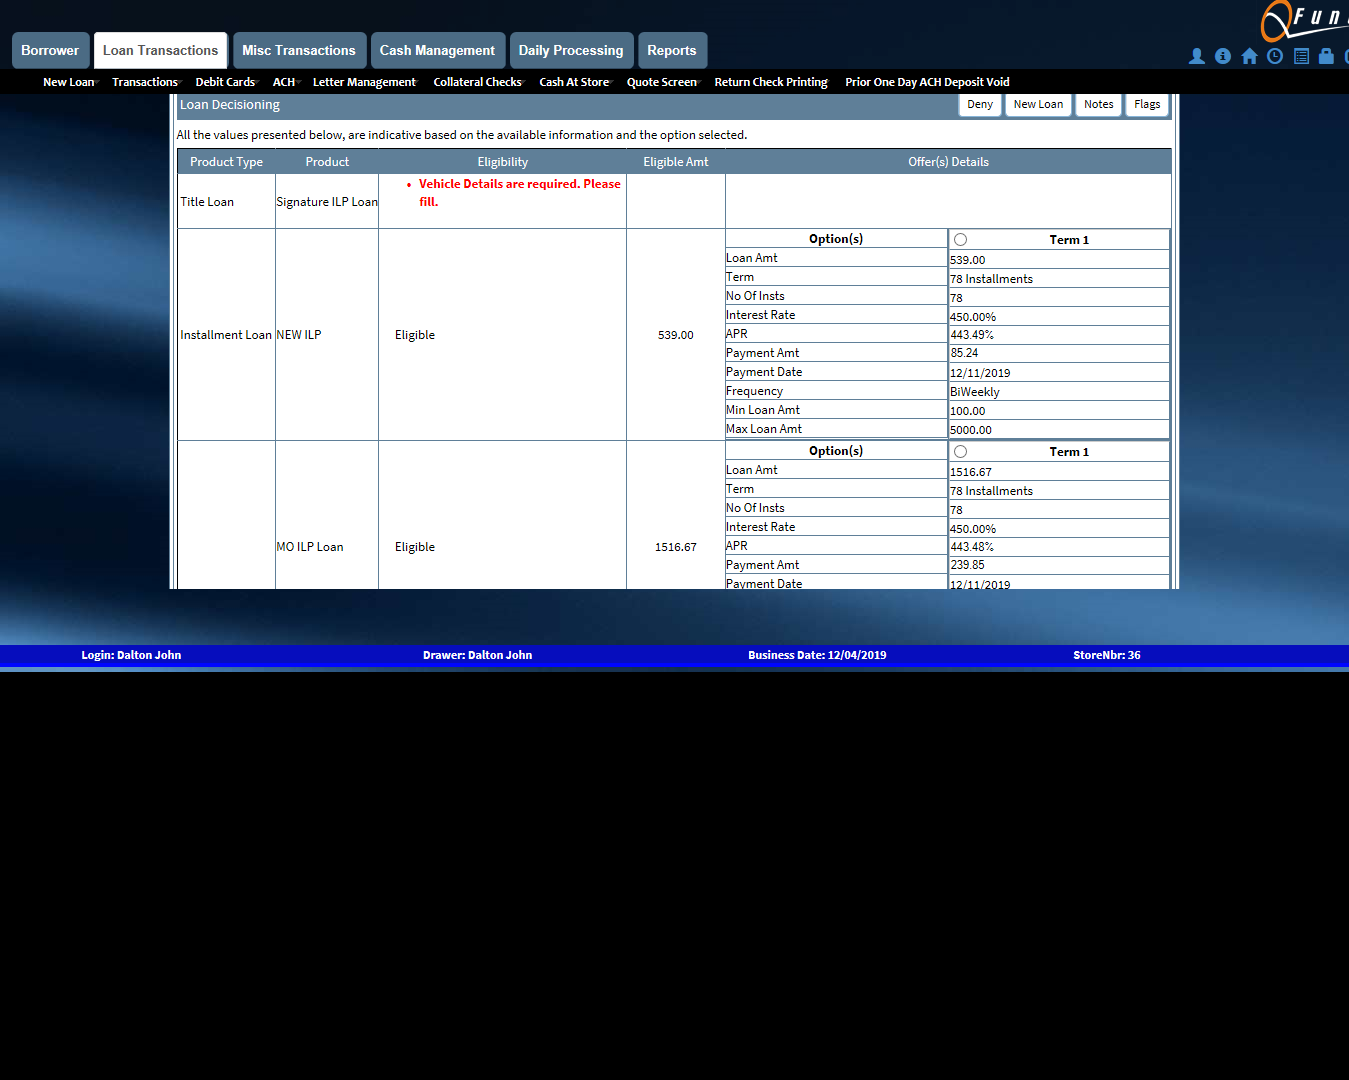 Fun
Borrower Loan Transactions Misc Transactions Cash Management Daily Processing Reports
New Loan Transactions Debit Cards ACH Letter Management Collateral Checks Cash At Store Quote Screen Return Check Printing Prior One Day ACH Deposit Void
Loan Decisioning Deny New Loan Notes Flags
All the values presented below, are indicative based on the available information and the option selected.
Product Type Product Eligibility Eligible Amt Offer(s) Details
Title Loan Signature ILP Loan
• Vehicle Details are required. Please
fill.
Option(s) Term 1
Loan Amt 539.00
Term 78 Installments
No Of Insts 78
Interest Rate 450.00%
Installment Loan NEW ILP Eligible 539.00 APR 443.49%
Payment Amt 85.24
Payment Date 12/11/2019
Frequency BiWeekly
Min Loan Amt 100.00
Max Loan Amt 5000.00
Option(s) Term 1
Loan Amt 1516.67
Term 78 Installments
No Of Insts 78
Interest Rate 450.00%
MO ILP Loan Eligible 1516.67 APR 443.48%
Payment Amt 239.85
Payment Date 12/11/2019
Login: Dalton John Drawer: Dalton John Business Date: 12/04/2019 StoreNbr: 36